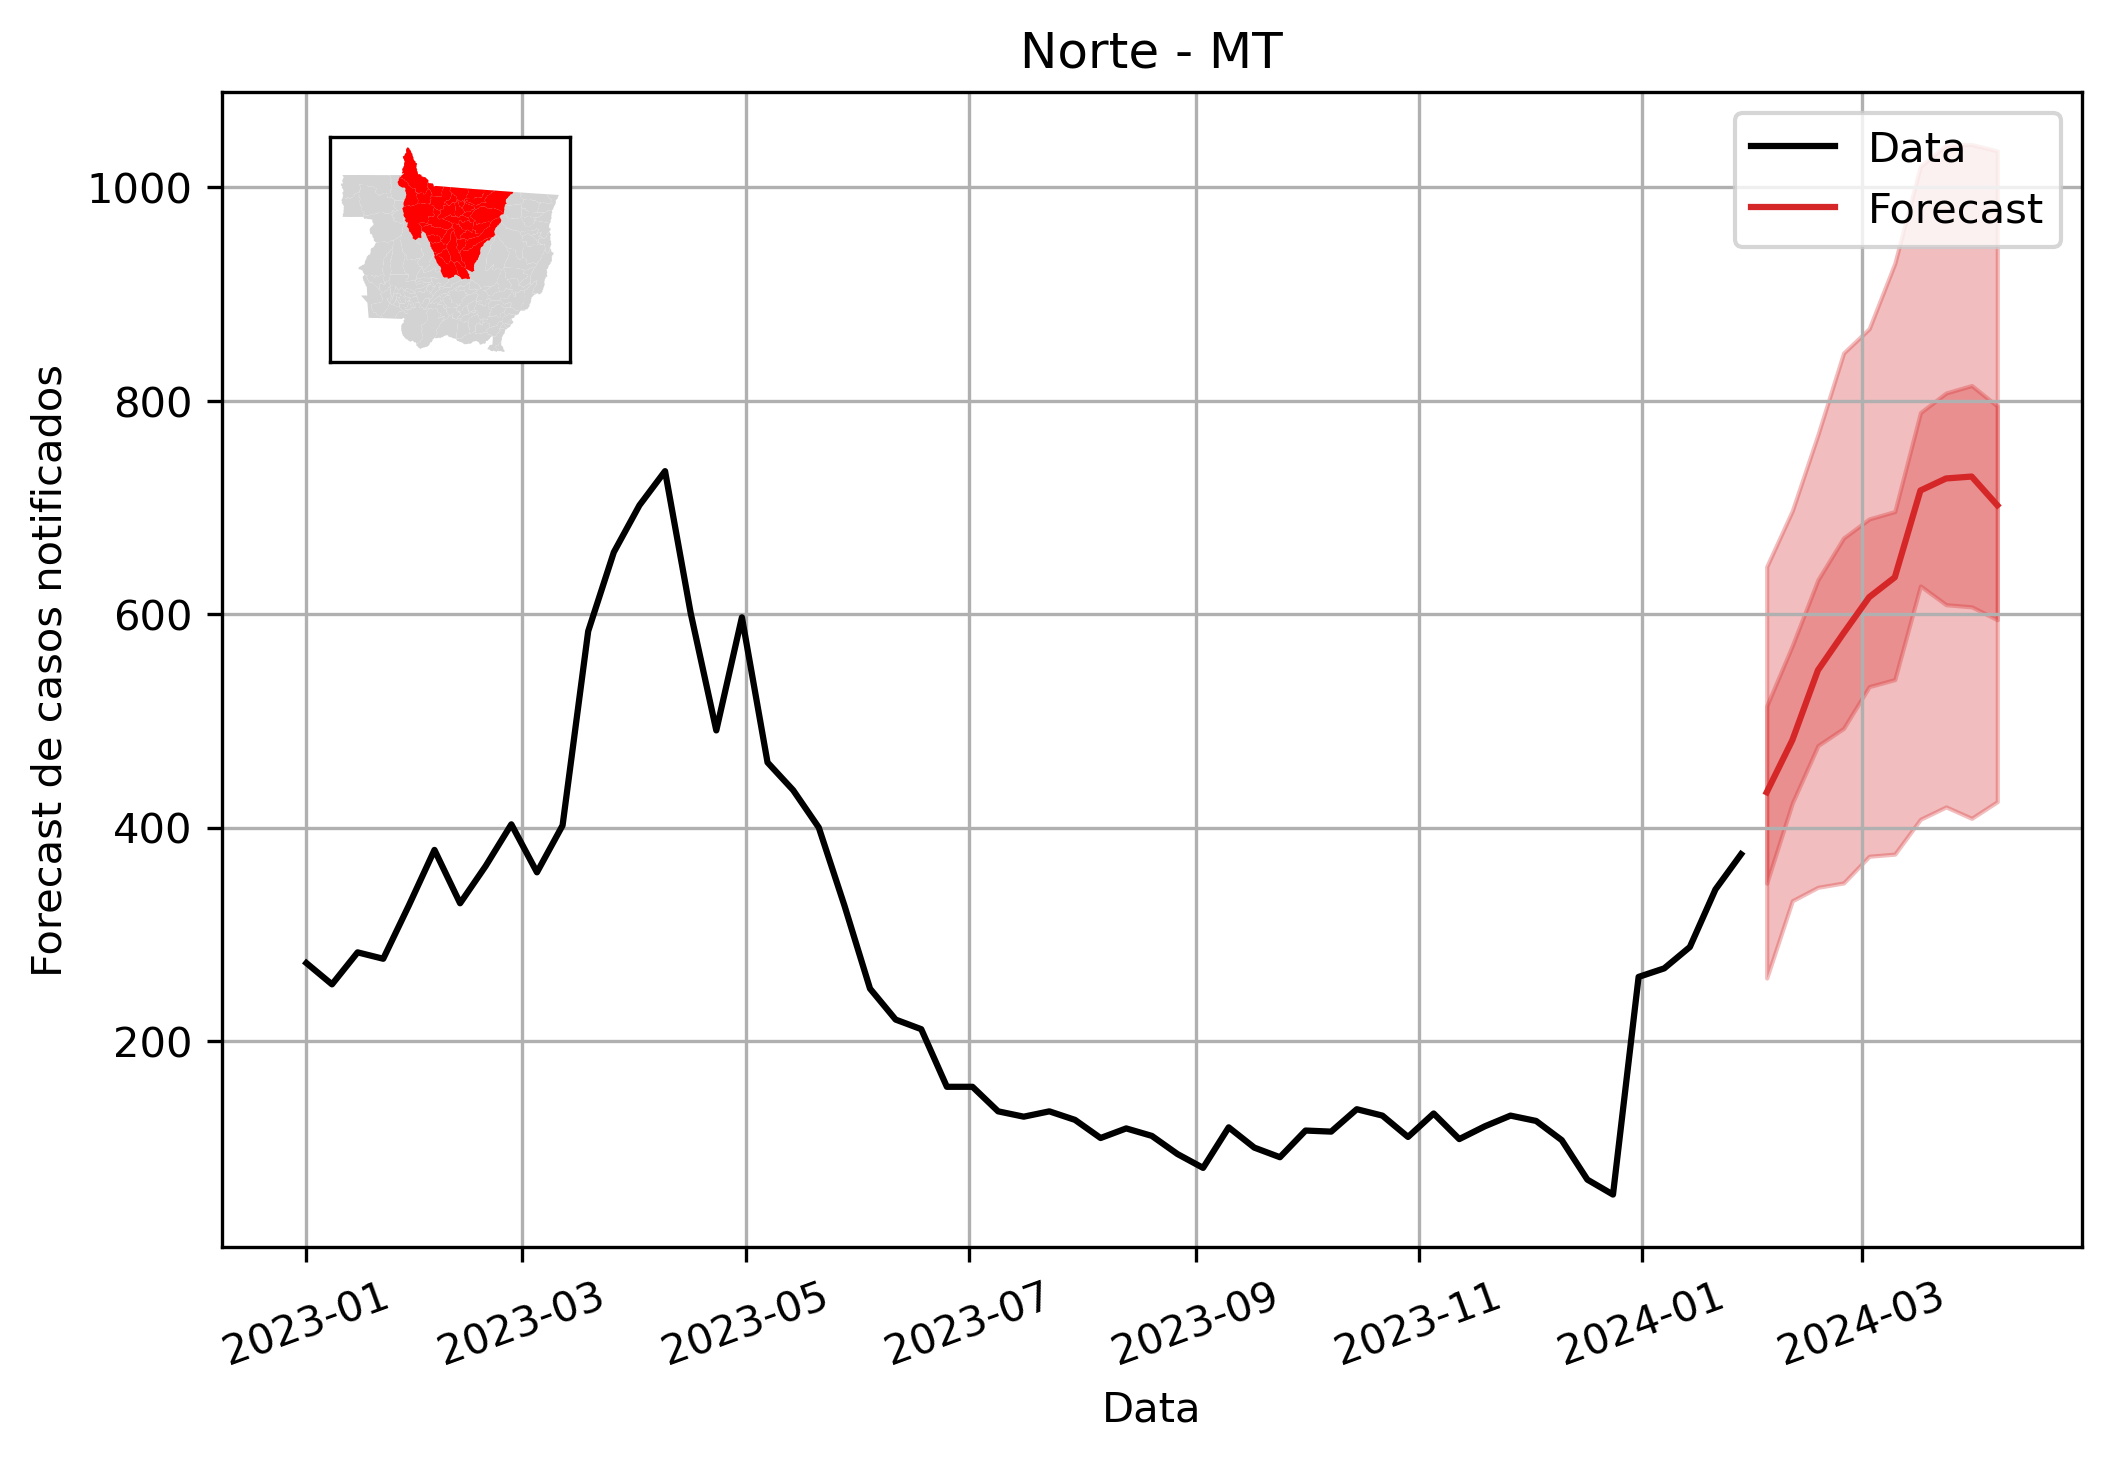 Norte - MT
Data
Forecast
Forecast de casos notificados
1000
800
600
400
200
2023-01
2023-03
2023-05
2023-07
2023-09
2023-11
2024-01
2024-03
Data